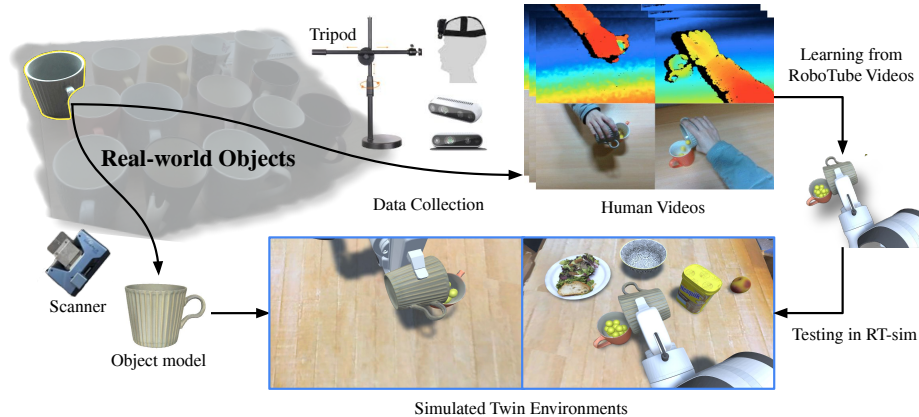 Tripod
Learning from
RoboTube Videos
Real-world Objects
Data Collection
Human Videos
Scanner
Object model
Testing in RT-sim
Simulated Twin Environments